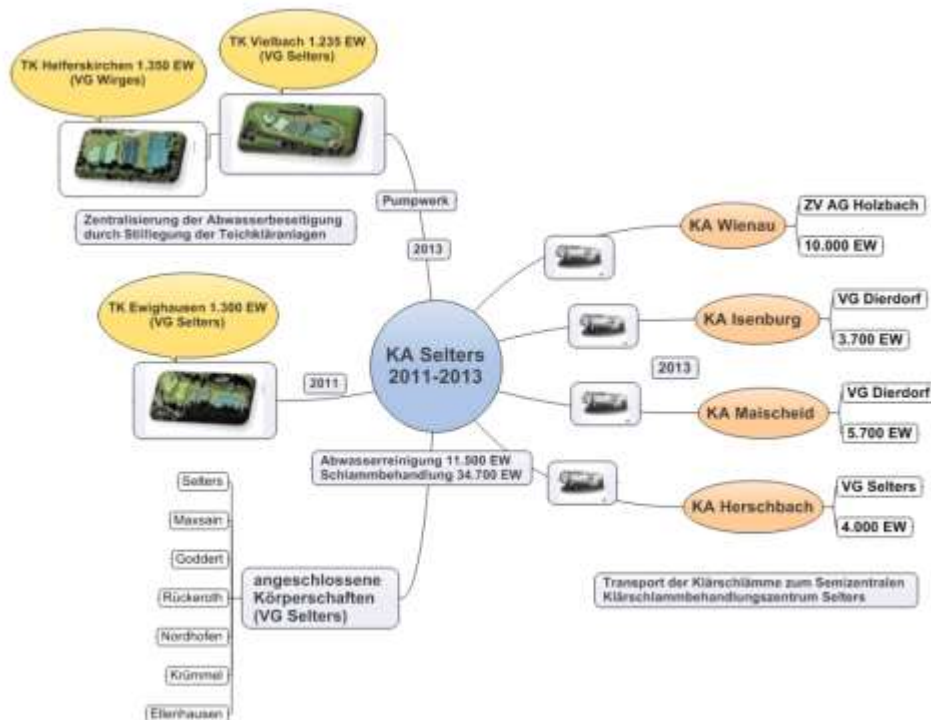 TK Helferskirchen 1.350 EW
(VG Wirges)
TK Vielbach 1.235 EW
(VG Selters)
Zentralisierung der Abwasserbeseitigung
durch Stilllegung der Teichkläranlagen
Pumpwerk
2013
TK Ewighausen 1.300 EW
(VG Selters)
2011
KA Selters
2011-2013
Abwasserreinigung 11.500 EW
Schlammbehandlung 34.700 EW
angeschlossene
Körperschaften
(VG Selters)
Selters
Maxsain
Goddert
Rückeroth
Nordhofen
Krümmel
Ellenhausen
KA Wienau
ZV AG Holzbach
10.000 EW
KA Isenburg
VG Dierdorf
3.700 EW
2013
KA Maischeid
VG Dierdorf
5.700 EW
KA Herschbach
VG Selters
4.000 EW
Transport der Klärschlämme zum Semizentralen
Klärschlammbehandlungszentrum Selters